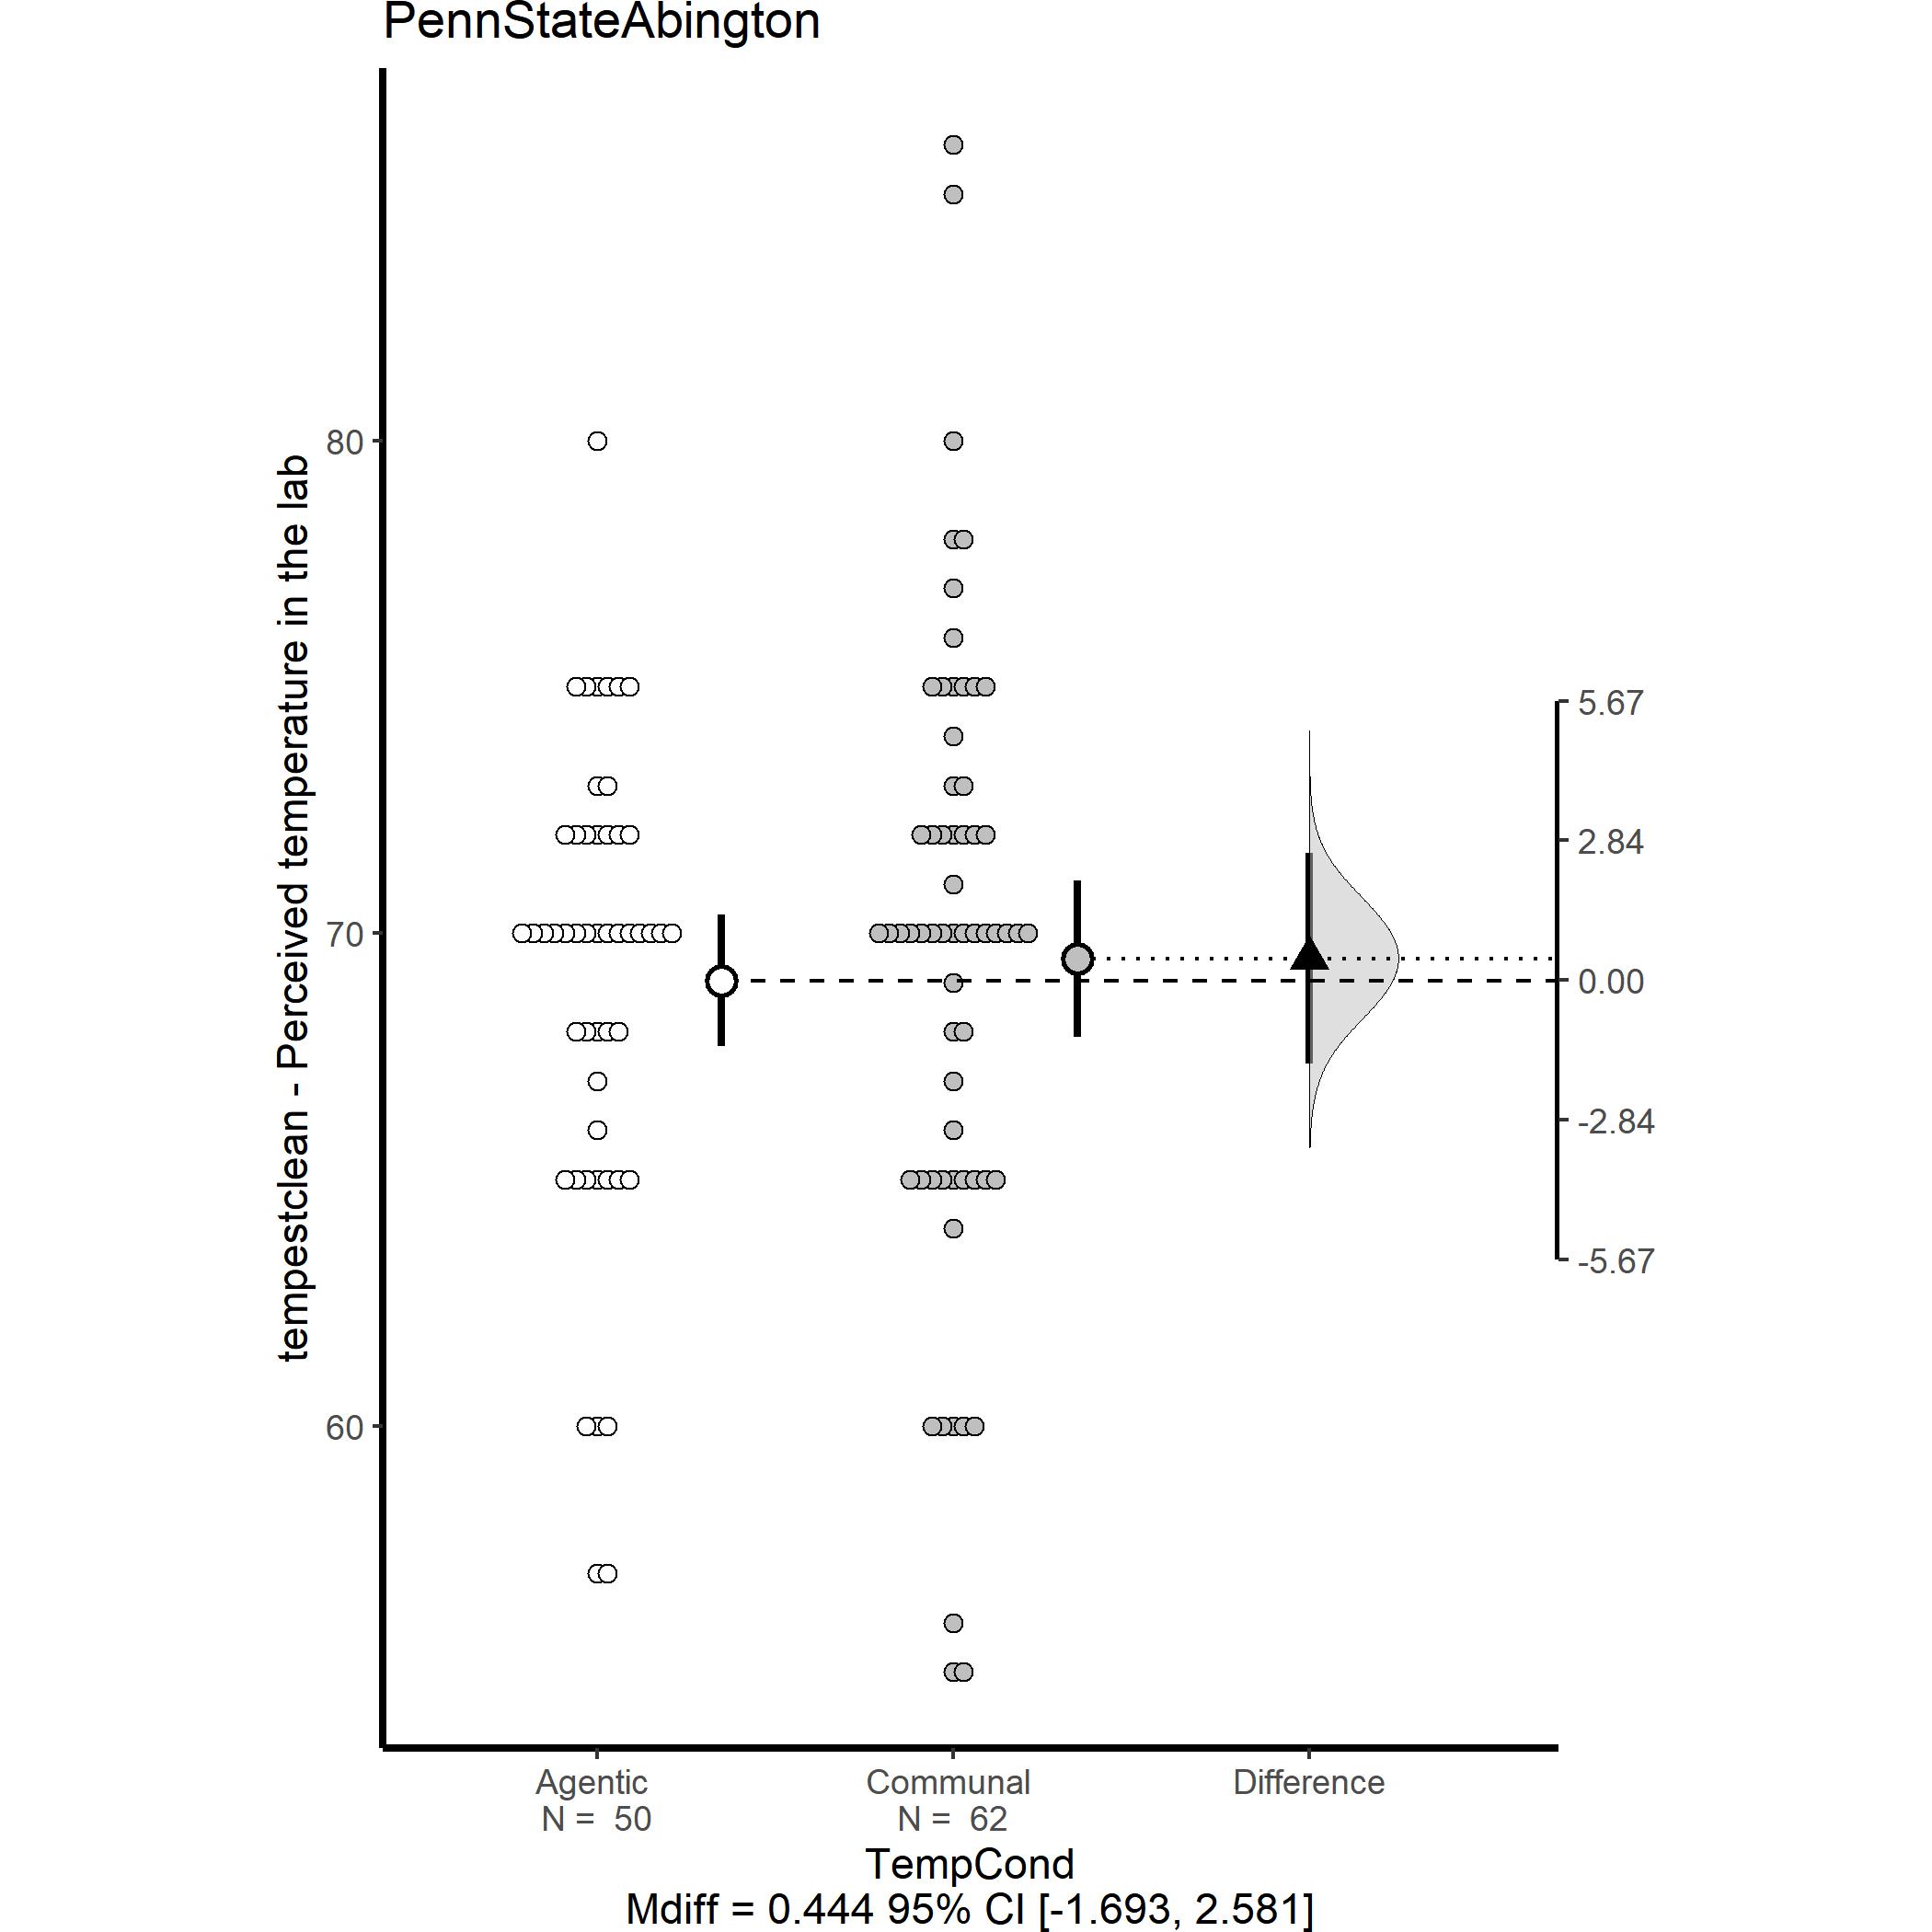 PennStateAbington
tempestclean - Perceived temperature in the lab
80
70
60
5.67
2.84
0.00
-2.84
-5.67
Agentic
N = 50
Communal
N = 62
Difference
TempCond
Mdiff = 0.444 95% CI [-1.693, 2.581]